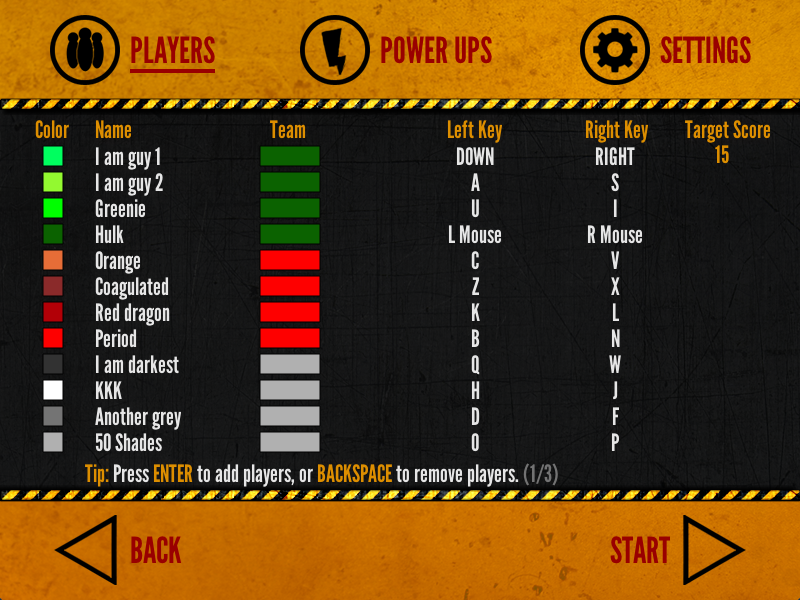 PLAYERS POWER UPS SETTINGS
Color Name Team Left Key Right Key Target Score
I am guy 1 DOWN RIGHT 15
I am guy 2 A S
Greenie U I
Hulk L Mouse R Mouse
Orange C V
Coagulated Z X
Red dragon K L
Period B N
I am darkest Q W
KKK H J
Another grey D F
50 Shades O P
Tip: Press ENTER to add players, or BACKSPACE to remove players. (1/3)
BACK START